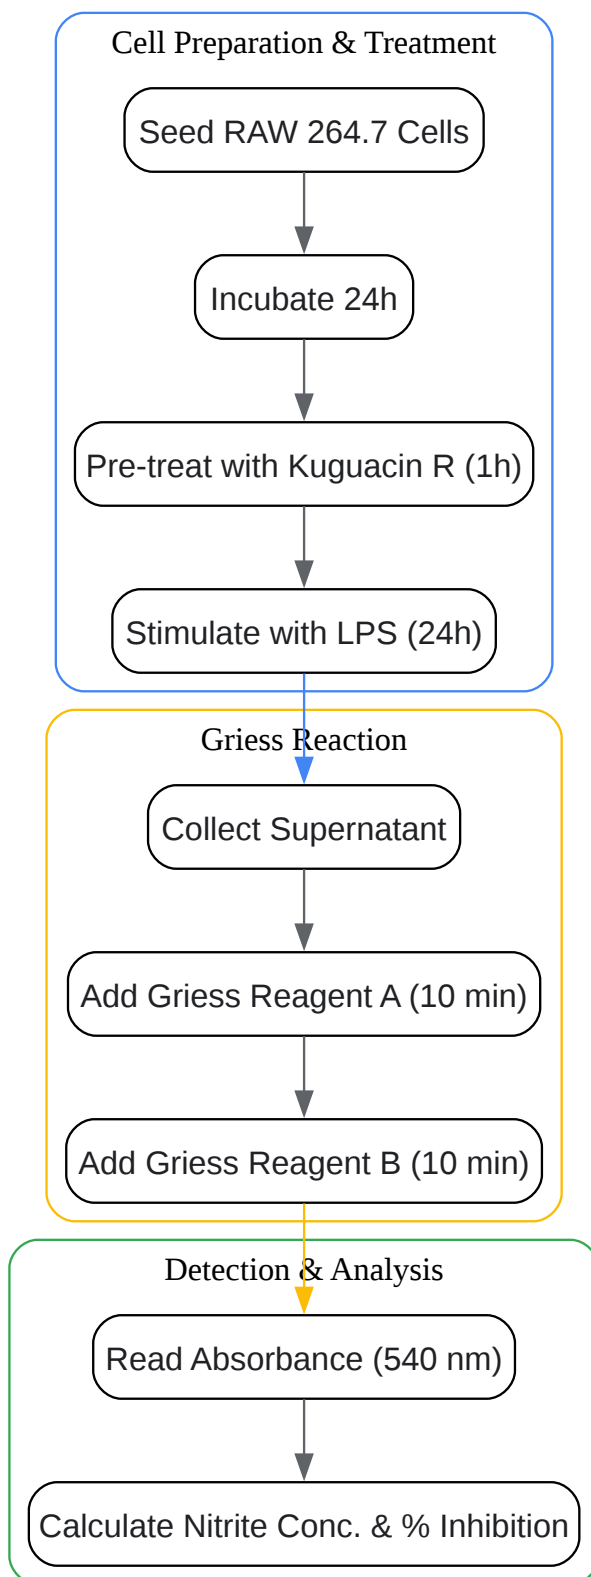 Cell Preparation & Treatment
Seed RAW 264.7 Cells
Incubate 24h
Pre-treat with Kuguacin R (1h)
Stimulate with LPS (24h)
Griess Reaction
Collect Supernatant
Add Griess Reagent A (10 min)
Add Griess Reagent B (10 min)
Detection & Analysis
Read Absorbance (540 nm)
Calculate Nitrite Conc. & % Inhibition